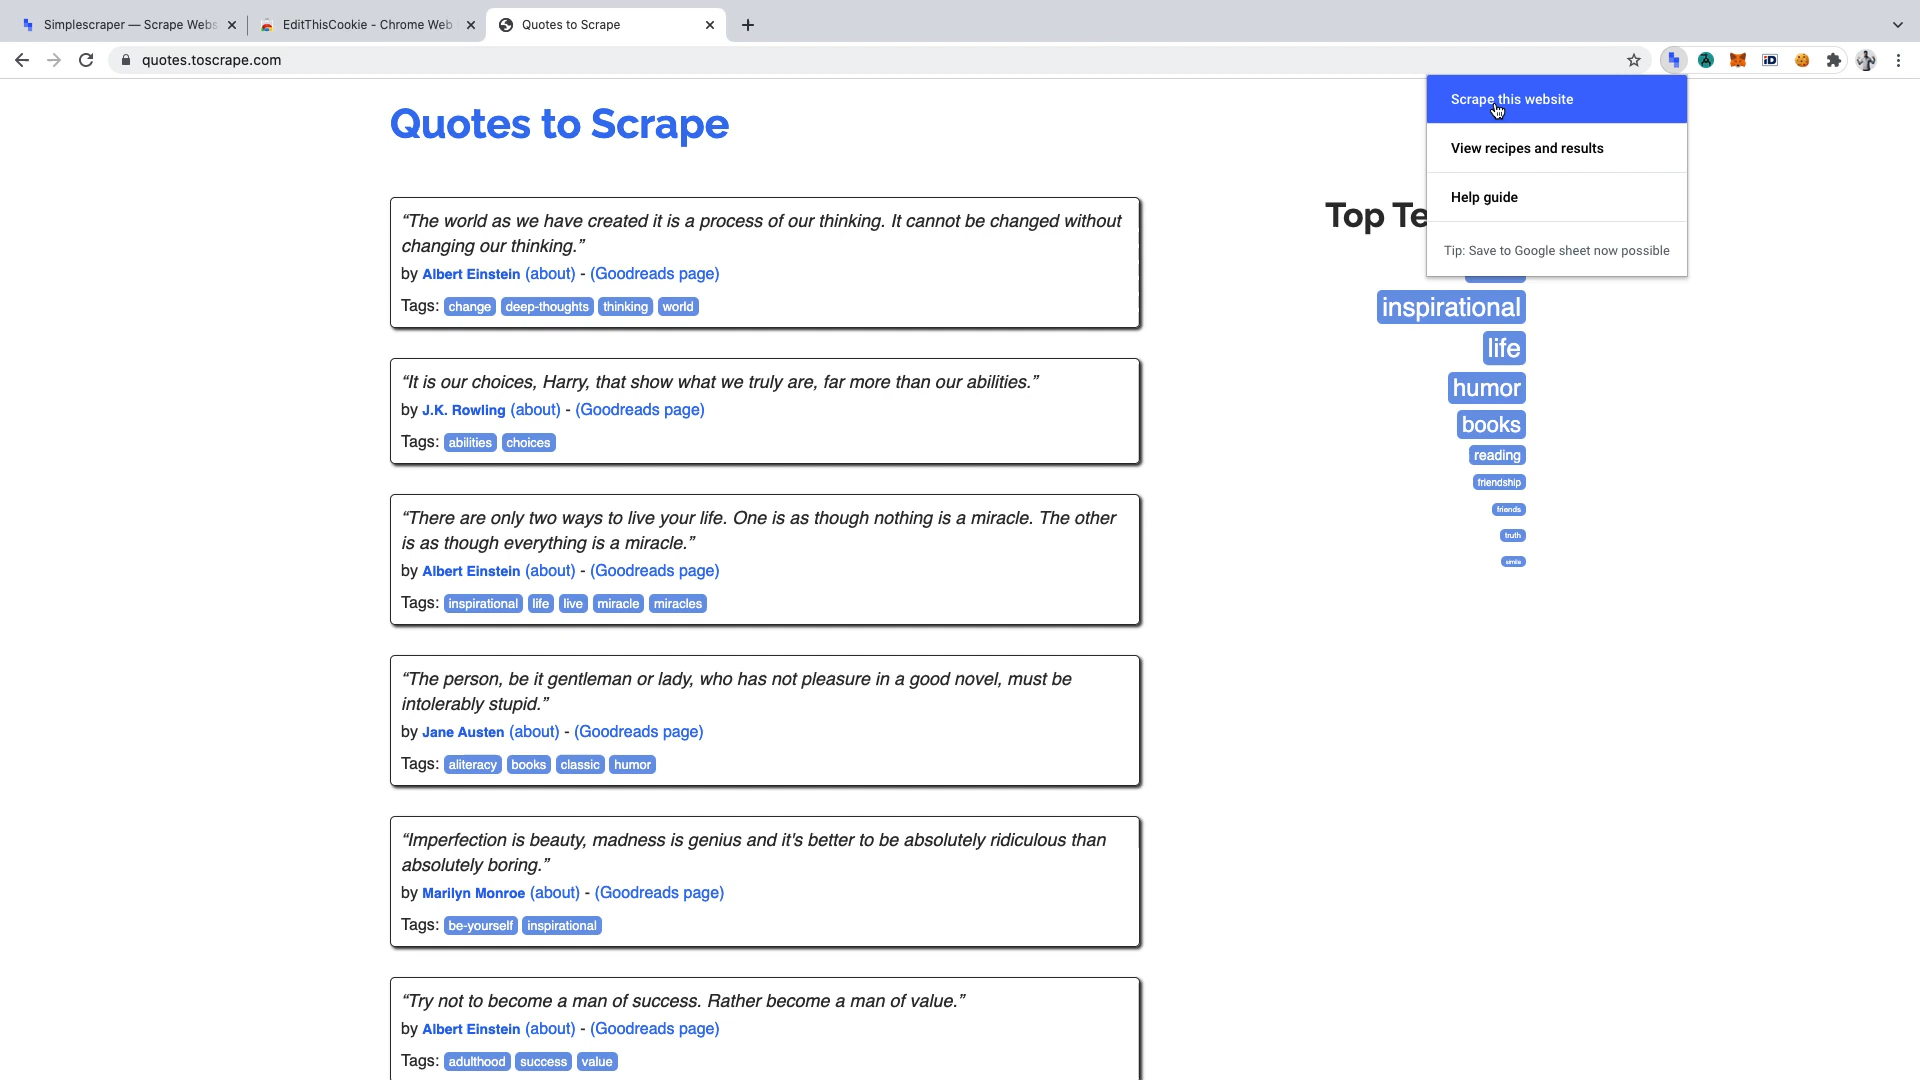 Simplescraper — Scrape Webs
EditThisCookie - Chrome Web
Quotes to Scrape
quotes.toscrape.com
Scrape this website
View recipes and results
Help guide
Tip: Save to Google sheet now possible
Quotes to Scrape
“The world as we have created it is a process of our thinking. It cannot be changed without
changing our thinking.”
by Albert Einstein (about) - (Goodreads page)
Tags: change deep-thoughts thinking world
“It is our choices, Harry, that show what we truly are, far more than our abilities.”
by J.K. Rowling (about) - (Goodreads page)
Tags: abilities choices
“There are only two ways to live your life. One is as though nothing is a miracle. The other
is as though everything is a miracle.”
by Albert Einstein (about) - (Goodreads page)
Tags: inspirational life live miracle miracles
“The person, be it gentleman or lady, who has not pleasure in a good novel, must be
intolerably stupid.”
by Jane Austen (about) - (Goodreads page)
Tags: aliteracy books classic humor
“Imperfection is beauty, madness is genius and it's better to be absolutely ridiculous than
absolutely boring.”
by Marilyn Monroe (about) - (Goodreads page)
Tags: be-yourself inspirational
“Try not to become a man of success. Rather become a man of value.”
by Albert Einstein (about) - (Goodreads page)
Tags: adulthood success value
Top Te
inspirational
life
humor
books
reading
friendship
friends
truth
simile